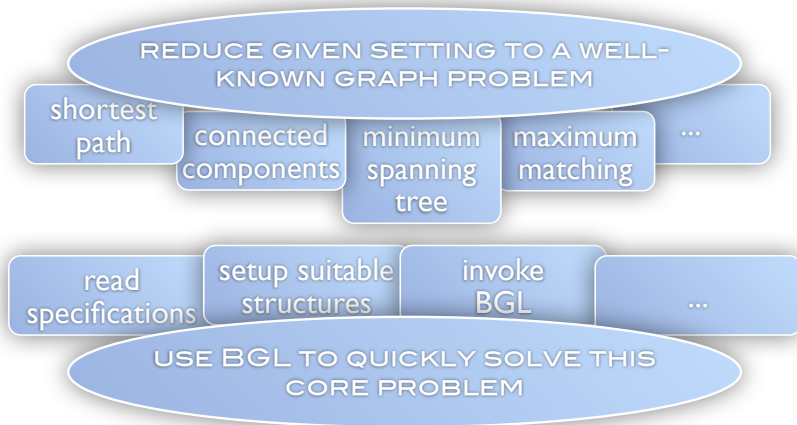 REDUCE GIVEN SETTING TO A WELL-
KNOWN GRAPH PROBLEM
shortest
path
connected
components
minimum
spanning
tree
maximum
matching
...
read
specifications
setup suitable
structures
invoke
BGL
...
USE BGL TO QUICKLY SOLVE THIS
CORE PROBLEM